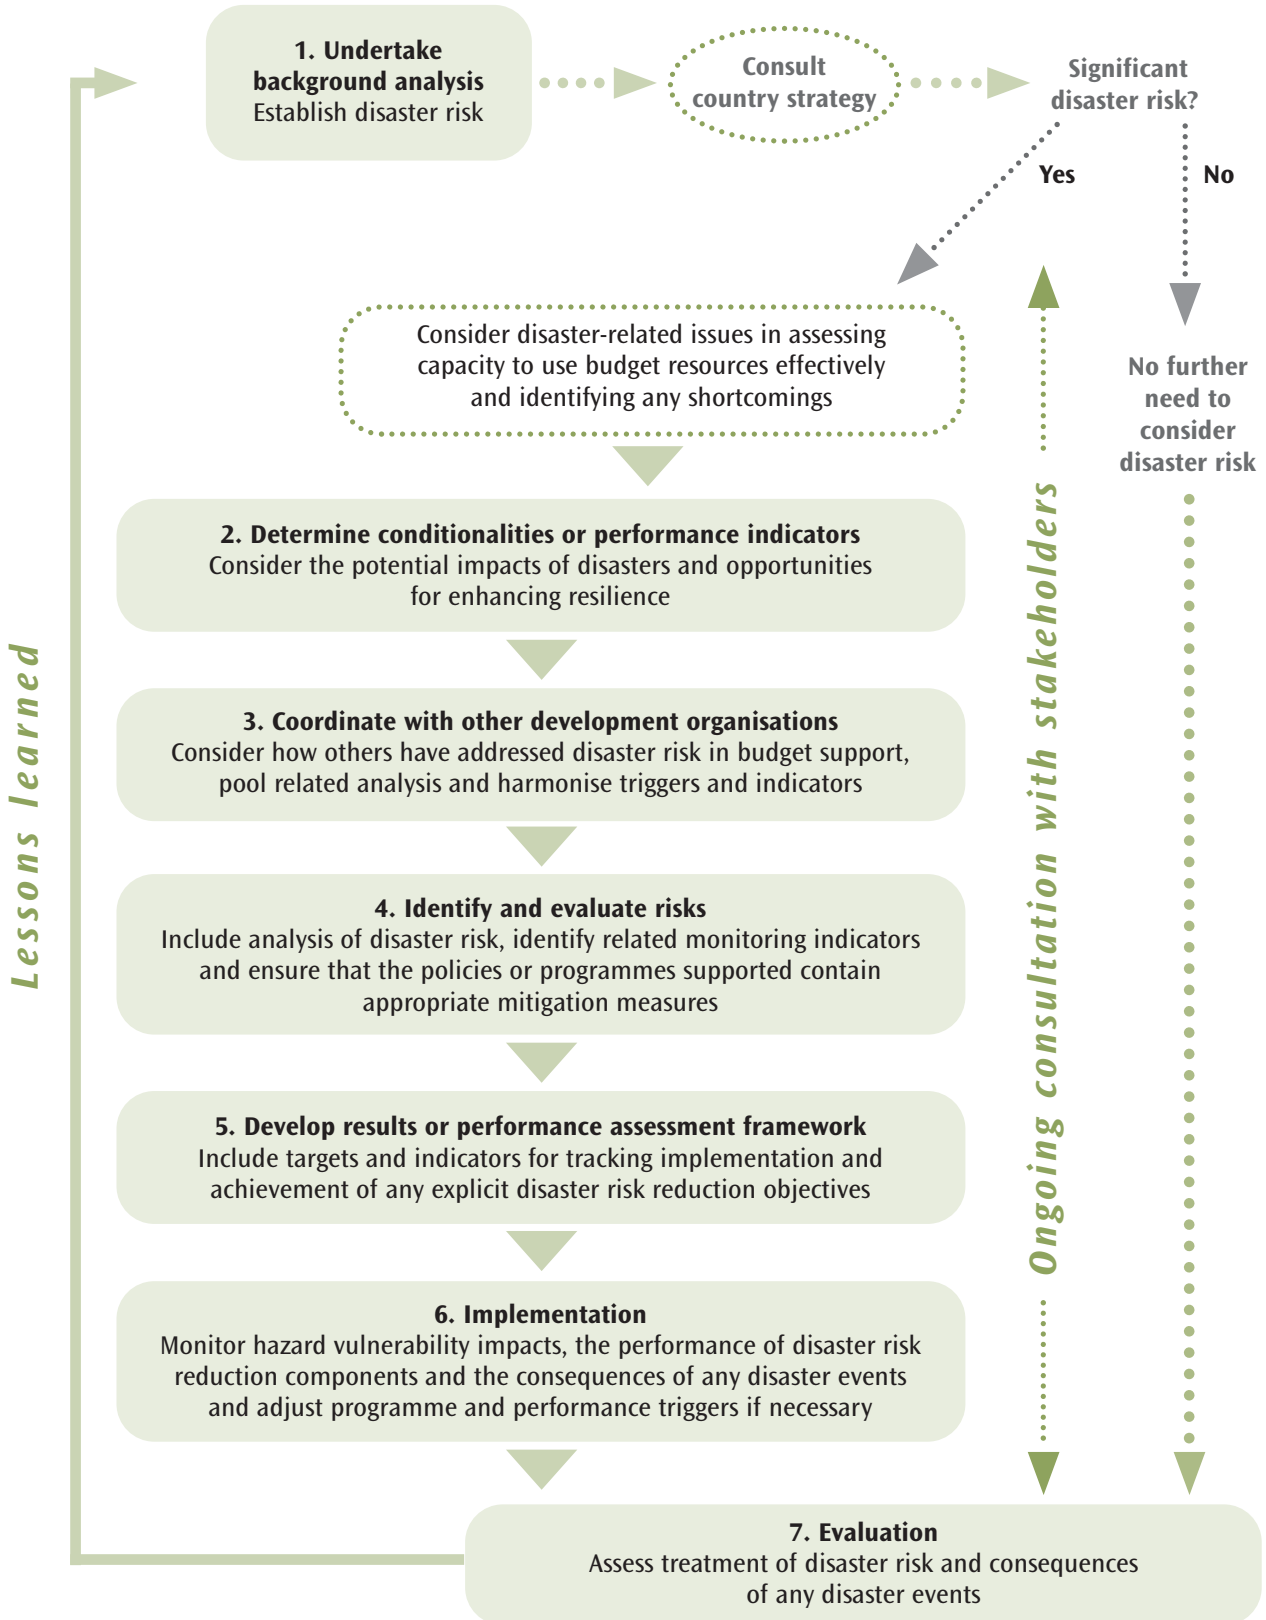 1. Undertake
background analysis
Establish disaster risk
Consult
country strategy
Significant
disaster risk?
Yes
No
Consider disaster-related issues in assessing
capacity to use budget resources effectively
and identifying any shortcomings
No further
need to
consider
disaster risk
2. Determine conditionalities or performance indicators
Consider the potential impacts of disasters and opportunities
for enhancing resilience
3. Coordinate with other development organisations
Consider how others have addressed disaster risk in budget support,
pool related analysis and harmonise triggers and indicators
4. Identify and evaluate risks
Include analysis of disaster risk, identify related monitoring indicators
and ensure that the policies or programmes supported contain
appropriate mitigation measures
5. Develop results or performance assessment framework
Include targets and indicators for tracking implementation and
achievement of any explicit disaster risk reduction objectives
6. Implementation
Monitor hazard vulnerability impacts, the performance of disaster risk
reduction components and the consequences of any disaster events
and adjust programme and performance triggers if necessary
7. Evaluation
Assess treatment of disaster risk and consequences
of any disaster events
Lessons learned
Ongoing consultation with stakeholders